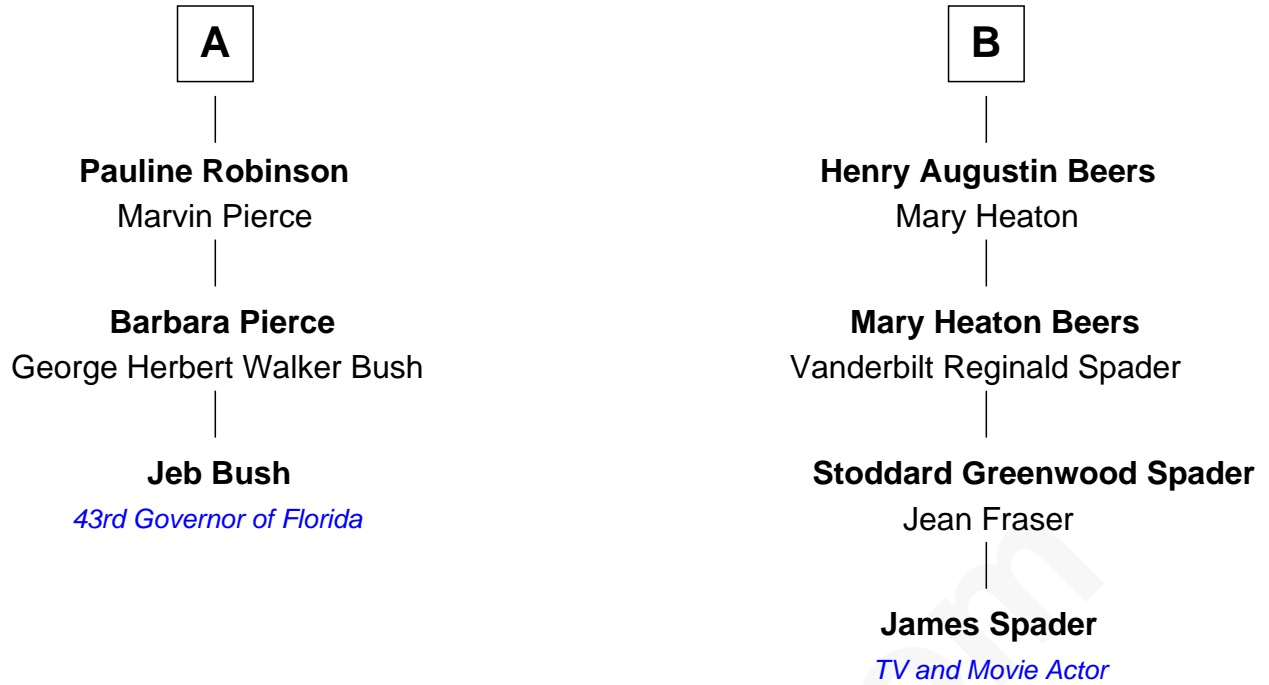 A
Pauline Robinson
Marvin Pierce
Barbara Pierce
George Herbert Walker Bush
Jeb Bush
43rd Governor of Florida
B
Henry Augustin Beers
Mary Heaton
Mary Heaton Beers
Vanderbilt Reginald Spader
Stoddard Greenwood Spader
Jean Fraser
James Spader
TV and Movie Actor